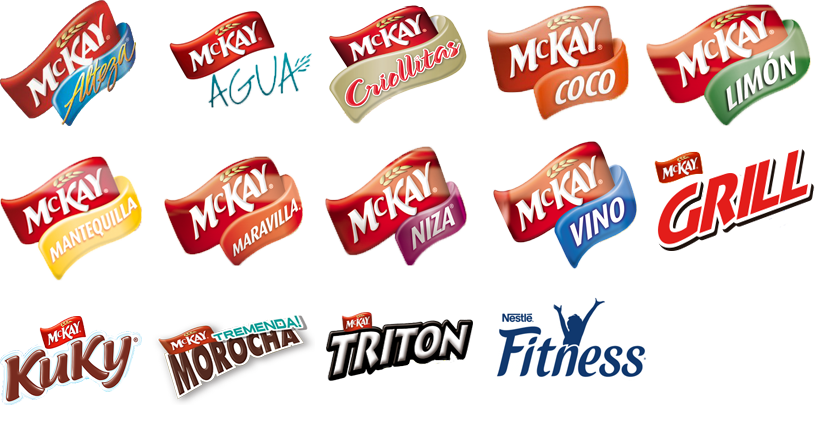 McKAY
Alteza
McKAY®
AGUA
McKAY®
Criollitas
McKAY®
COCO
McKAY®
LIMÓN
McKAY®
MANTEQUILLA
McKAY®
MARAVILLA
McKAY®
NIZA
McKAY®
VINO
McKAY
GRILL
McKAY
KuKy®
McKAY
TREMENDA!
MOROCHA
McKAY
TRITON
Nestlé
Fitness